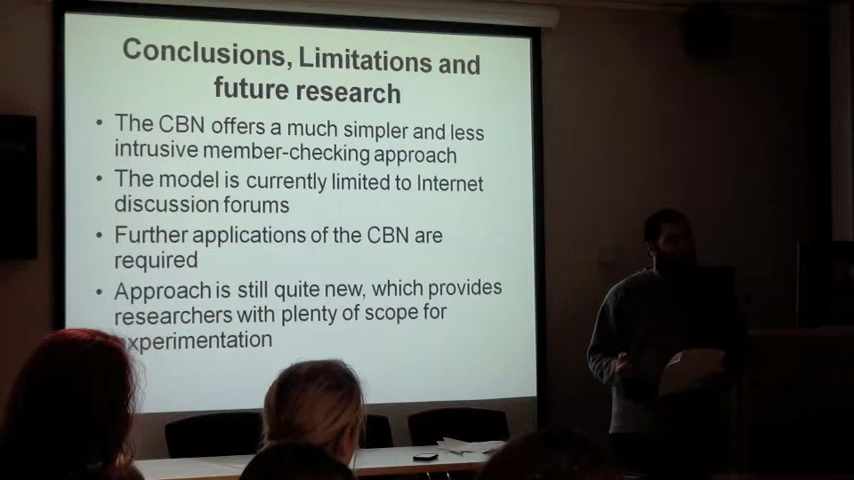 Conclusions, Limitations and
future research
• The CBN offers a much simpler and less
intrusive member-checking approach
• The model is currently limited to Internet
discussion forums
• Further applications of the CBN are
required
• Approach is still quite new, which provides
researchers with plenty of scope for
experimentation